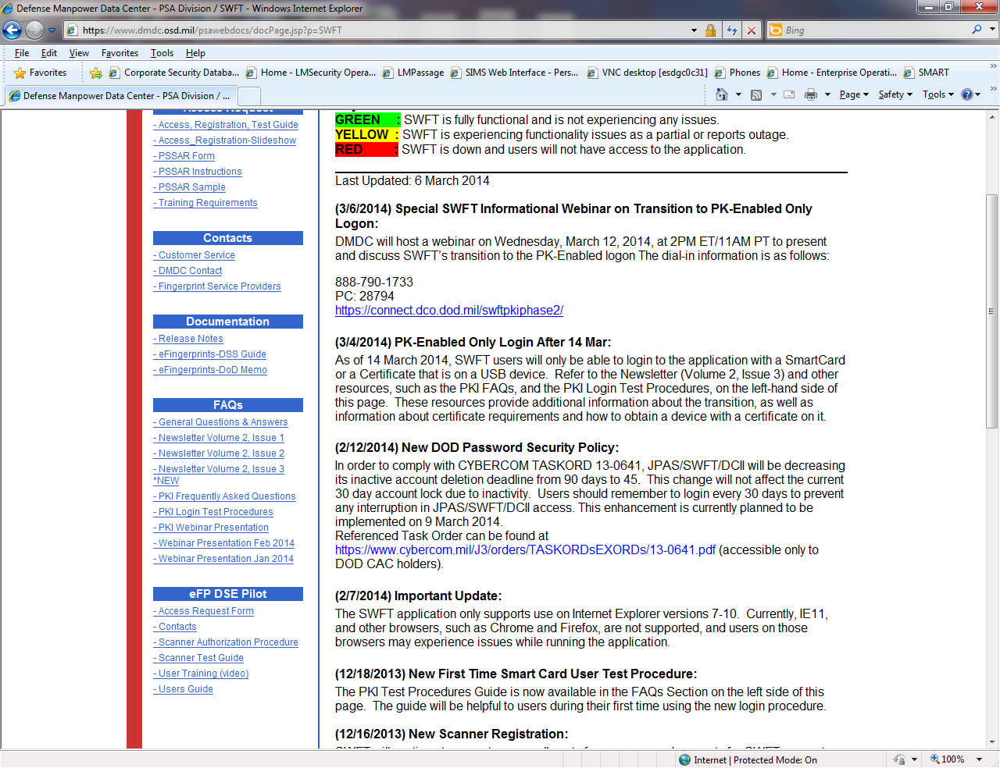 Defense Manpower Data Center - PSA Division / SWFT - Windows Internet Explorer
https://www.dmdc.osd.mil/psawebdocs/docPage.jsp?p=SWFT
Bing
File Edit View Favorites Tools Help
Favorites Corporate Security Databa... Home - LMSecurity Opera... LMPassage SIMS Web Interface - Pers... VNC desktop [esdgc0c31] Phones Home - Enterprise Operati... SMART
Defense Manpower Data Center - PSA Division / ...
Page Safety Tools
Access Request
- Access, Registration, Test Guide
- Access_Registration-Slideshow
- PSSAR Form
- PSSAR Instructions
- PSSAR Sample
- Training Requirements
Contacts
- Customer Service
- DMDC Contact
- Fingerprint Service Providers
Documentation
- Release Notes
- eFingerprints-DSS Guide
- eFingerprints-DoD Memo
FAQs
- General Questions & Answers
- Newsletter Volume 2, Issue 1
- Newsletter Volume 2, Issue 2
- Newsletter Volume 2, Issue 3
*NEW
- PKI Frequently Asked Questions
- PKI Login Test Procedures
- PKI Webinar Presentation
- Webinar Presentation Feb 2014
- Webinar Presentation Jan 2014
eFP DSE Pilot
- Access Request Form
- Contacts
- Scanner Authorization Procedure
- Scanner Test Guide
- User Training (video)
- Users Guide
GREEN : SWFT is fully functional and is not experiencing any issues.
YELLOW : SWFT is experiencing functionality issues as a partial or reports outage.
RED : SWFT is down and users will not have access to the application.
Last Updated: 6 March 2014
(3/6/2014) Special SWFT Informational Webinar on Transition to PK-Enabled Only
Logon:
DMDC will host a webinar on Wednesday, March 12, 2014, at 2PM ET/11AM PT to present
and discuss SWFT's transition to the PK-Enabled logon The dial-in information is as follows:
888-790-1733
PC: 28794
https://connect.dco.dod.mil/swftpkiphase2/
(3/4/2014) PK-Enabled Only Login After 14 Mar:
As of 14 March 2014, SWFT users will only be able to login to the application with a SmartCard
or a Certificate that is on a USB device. Refer to the Newsletter (Volume 2, Issue 3) and other
resources, such as the PKI FAQs, and the PKI Login Test Procedures, on the left-hand side of
this page. These resources provide additional information about the transition, as well as
information about certificate requirements and how to obtain a device with a certificate on it.
(2/12/2014) New DOD Password Security Policy:
In order to comply with CYBERCOM TASKORD 13-0641, JPAS/SWFT/DCII will be decreasing
its inactive account deletion deadline from 90 days to 45. This change will not affect the current
30 day account lock due to inactivity. Users should remember to login every 30 days to prevent
any interruption in JPAS/SWFT/DCII access. This enhancement is currently planned to be
implemented on 9 March 2014.
Referenced Task Order can be found at
https://www.cybercom.mil/J3/orders/TASKORDsEXORDs/13-0641.pdf (accessible only to
DOD CAC holders).
(2/7/2014) Important Update:
The SWFT application only supports use on Internet Explorer versions 7-10. Currently, IE11,
and other browsers, such as Chrome and Firefox, are not supported, and users on those
browsers may experience issues while running the application.
(12/18/2013) New First Time Smart Card User Test Procedure:
The PKI Test Procedures Guide is now available in the FAQs Section on the left side of this
page. The guide will be helpful to users during their first time using the new login procedure.
(12/16/2013) New Scanner Registration:
Internet | Protected Mode: On
100%